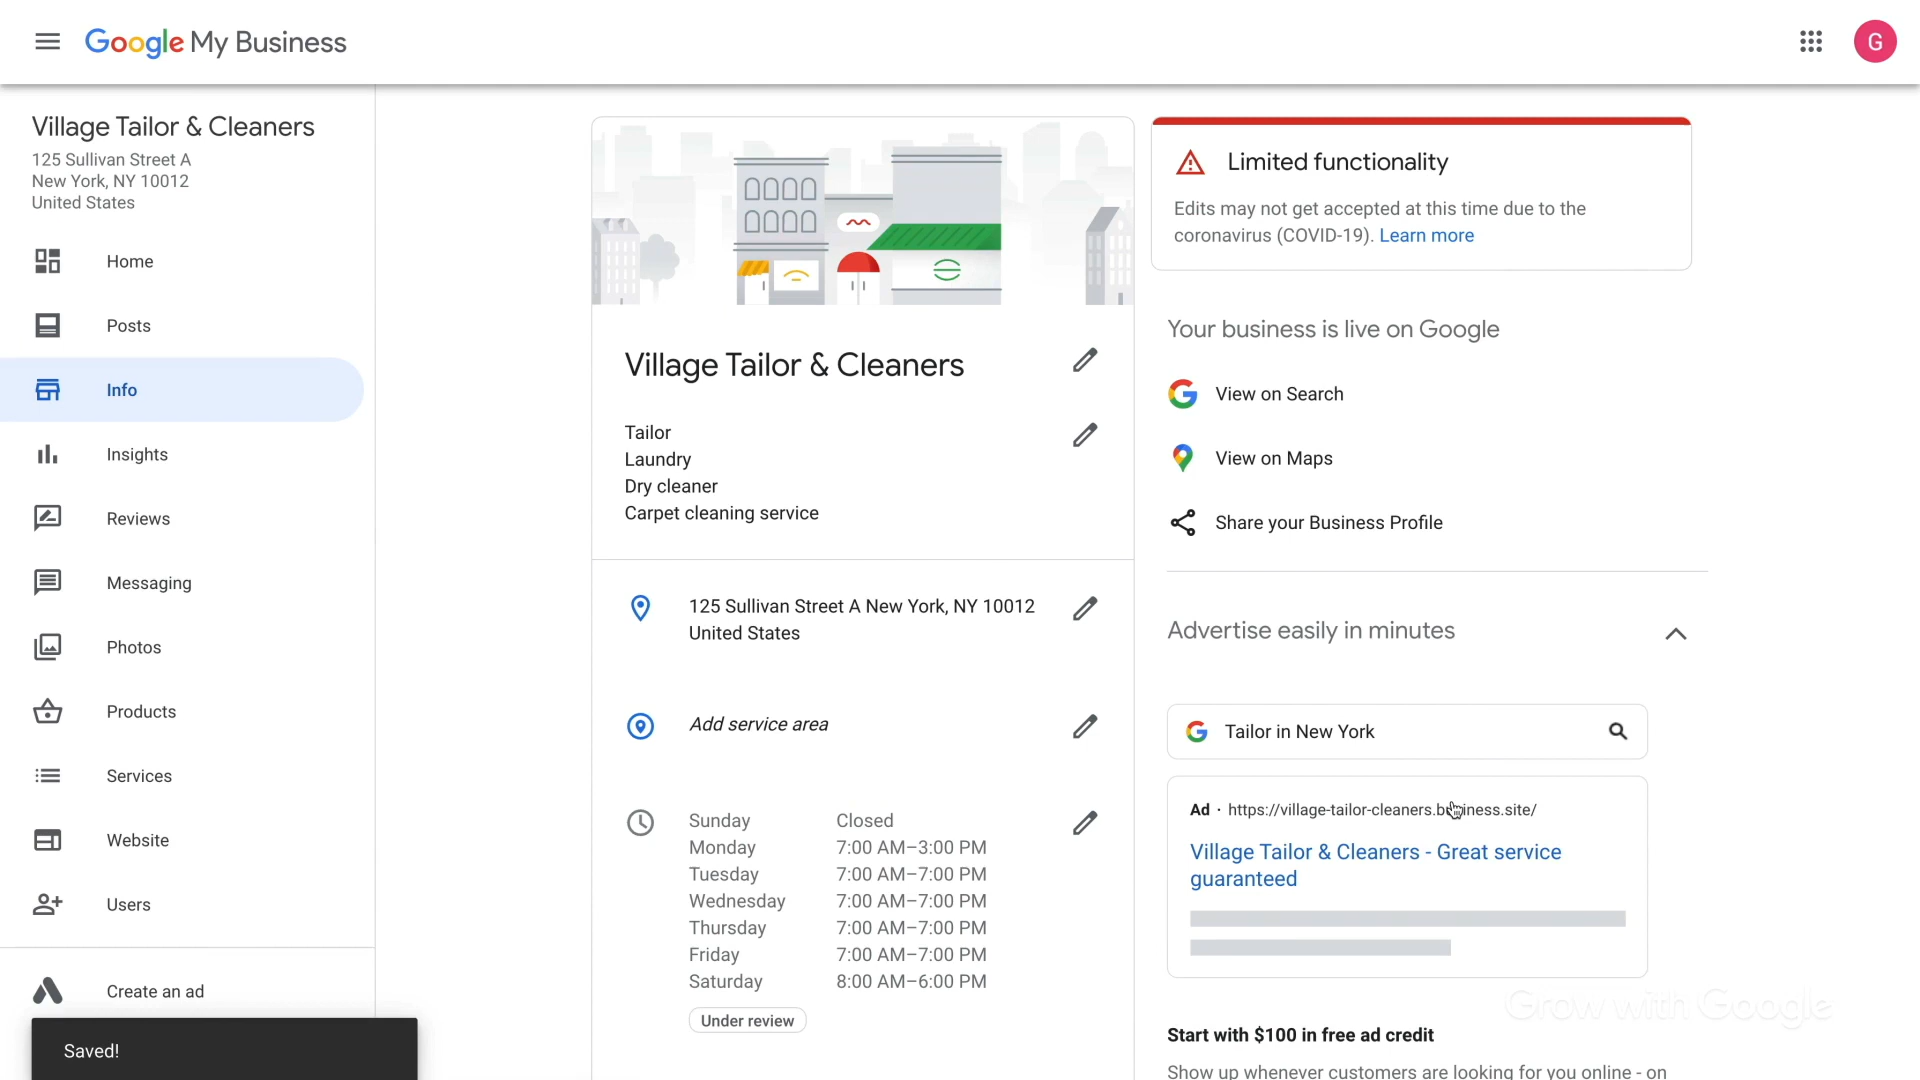 Google My Business
G
Village Tailor & Cleaners
125 Sullivan Street A
New York, NY 10012
United States
Home
Posts
Info
Insights
Reviews
Messaging
Photos
Products
Services
Website
Users
Create an ad
Saved!
Village Tailor & Cleaners
Tailor
Laundry
Dry cleaner
Carpet cleaning service
125 Sullivan Street A New York, NY 10012
United States
Add service area
Sunday Closed
Monday 7:00 AM–3:00 PM
Tuesday 7:00 AM–7:00 PM
Wednesday 7:00 AM–7:00 PM
Thursday 7:00 AM–7:00 PM
Friday 7:00 AM–7:00 PM
Saturday 8:00 AM–6:00 PM
Under review
Limited functionality
Edits may not get accepted at this time due to the
coronavirus (COVID-19). Learn more
Your business is live on Google
View on Search
View on Maps
Share your Business Profile
Advertise easily in minutes
Tailor in New York
Ad · https://village-tailor-cleaners.business.site/
Village Tailor & Cleaners - Great service
guaranteed
Grow with Google
Start with $100 in free ad credit
Show up whenever customers are looking for you online - on